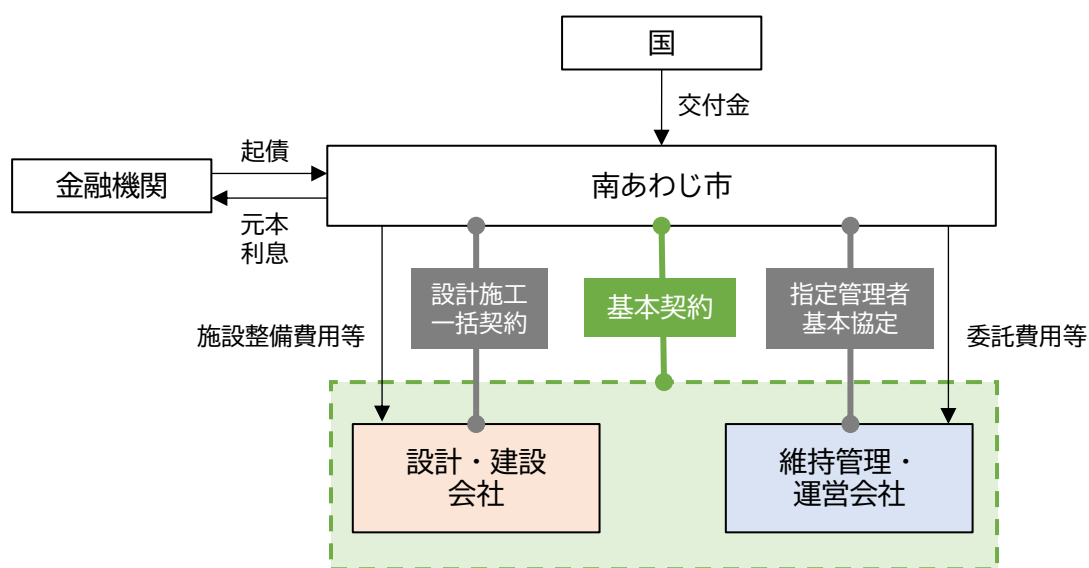 国
交付金
起債
金融機関
南あわじ市
元本
利息
設計施工
一括契約
基本契約
指定管理者
基本協定
施設整備費用等
委託費用等
設計・建設
会社
維持管理・
運営会社